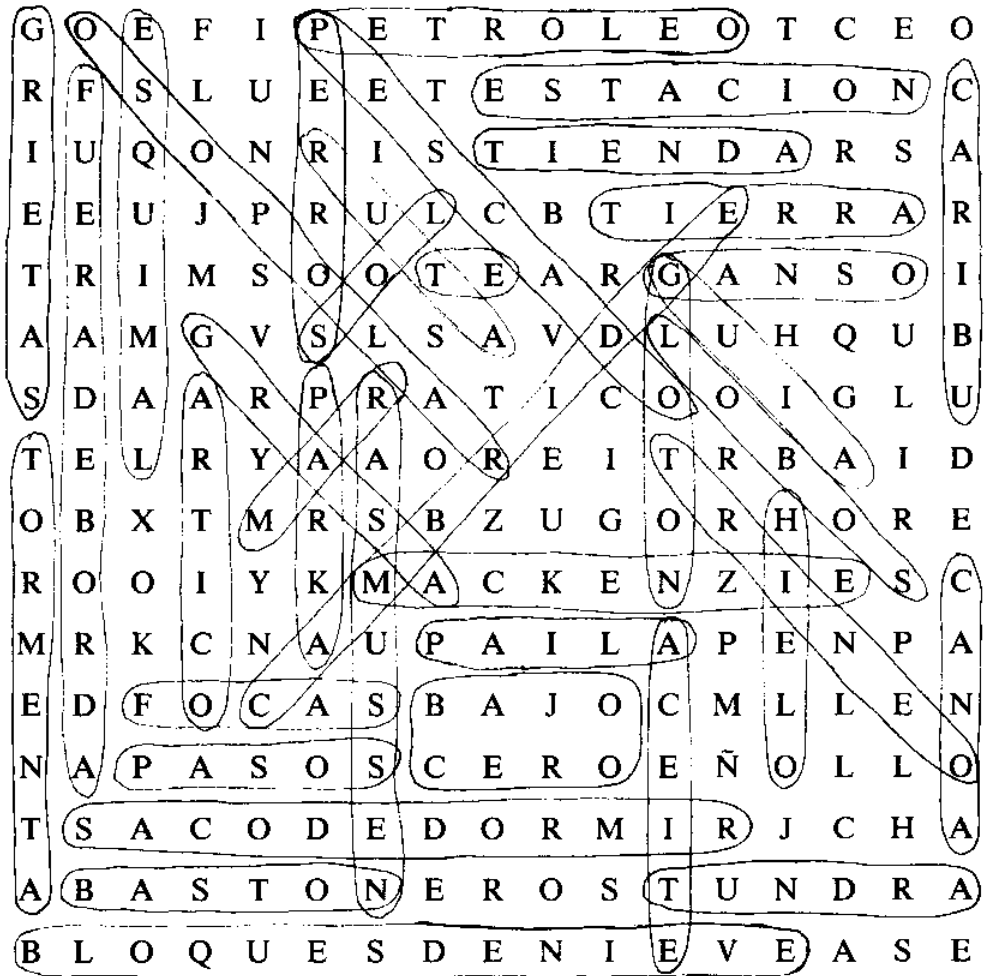 G O E F I P E T R O L E O T C E O
R F S L U E E T E S T A C I O N C
I U Q O N R I S T I E N D A R S A
E E U J P R U L C B T I E R R A R
T R I M S O O T E A R G A N S O I
A A M G V S L S A V D L U H Q U B
S D A A R P R A T I C O O I G L U
T E L R Y A A O R E I T R B A I D
O B X T M R S B Z U G O R H O R E
R O O I Y K M A C K E N Z I E S C
M R K C N A U P A I L A P E N P A
E D F O C A S B A J O C M L L E N
N A P A S O S C E R O E Ñ O L L O
T S A C O D E D O R M I R J C H A
A B A S T O N E R O S T U N D R A
B L O Q U E S D E N I E V E A S E